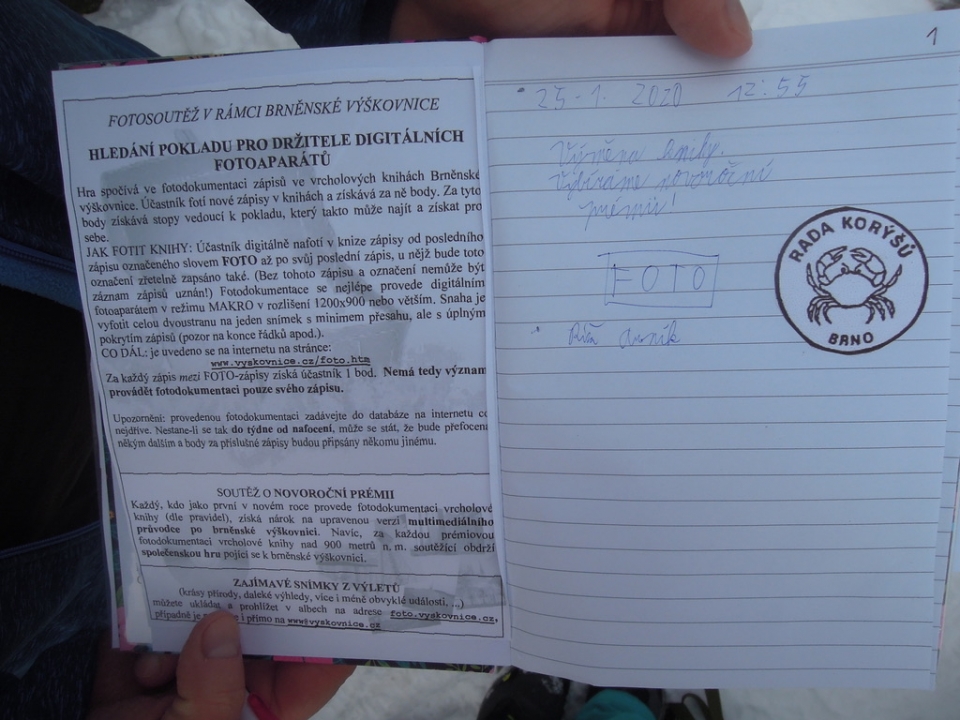 FOTOSOUTĚŽ V RÁMCI BRNĚNSKÉ VÝŠKOVNICE
HLEDÁNÍ POKLADU PRO DRŽITELE DIGITÁLNÍCH
FOTOAPARÁTŮ
Hra spočívá ve fotodokumentaci zápisů ve vrcholových knihách Brněnské
výškovnice. Účastník fotí nové zápisy v knihách a získává za ně body. Za tyto
body získává stopy vedoucí k pokladu, který takto může najít a získat pro
sebe.
JAK FOTIT KNIHY: Účastník digitálně nafotí v knize zápisy od posledního
zápisu označeného slovem FOTO až po svůj poslední zápis, u nějž bude toto
označení zřetelně zapsáno také. (Bez tohoto zápisu a označení nemůže být
záznam zápisů uznán!) Fotodokumentace se nejlépe provede digitálním
fotoaparátem v režimu MAKRO v rozlišení 1200x900 nebo větším. Snaha je
vyfotit celou dvoustranu na jeden snímek s minimem přesahu, ale s úplným
pokrytím zápisů (pozor na konce řádků apod.).
CO DÁL: je uvedeno se na internetu na stránce:
www.vyskovnice.cz/foto.htm
Za každý zápis mezi FOTO-zápisy získá účastník 1 bod. Nemá tedy význam
provádět fotodokumentaci pouze svého zápisu.
Upozornění: provedenou fotodokumentaci zadávejte do databáze na internetu co
nejdříve. Nestane-li se tak do týdne od nafocení, může se stát, že bude přefocena
někým dalším a body za příslušné zápisy budou připsány někomu jinému.
SOUTĚŽ O NOVOROČNÍ PRÉMII
Každý, kdo jako první v novém roce provede fotodokumentaci vrcholové
knihy (dle pravidel), získá nárok na upravenou verzi multimediálního
průvodce po brněnské výškovnici. Navíc, za každou prémiovou
fotodokumentaci vrcholové knihy nad 900 metrů n. m. soutěžící obdrží
společenskou hru pojící se k brněnské výškovnici.
ZAJÍMAVÉ SNÍMKY Z VÝLETŮ
(krásy přírody, daleké výhledy, více i méně obvyklé události, ...)
můžete ukládat a prohlížet v albech na adrese foto.vyskovnice.cz,
případně je i přímo na www@vyskovnice.cz
1
25-1. 2020 12:55
Výměna knihy.
Vybíráme novoroční
prémii!
FOTO
RADA KORÝŠŮ
BRNO